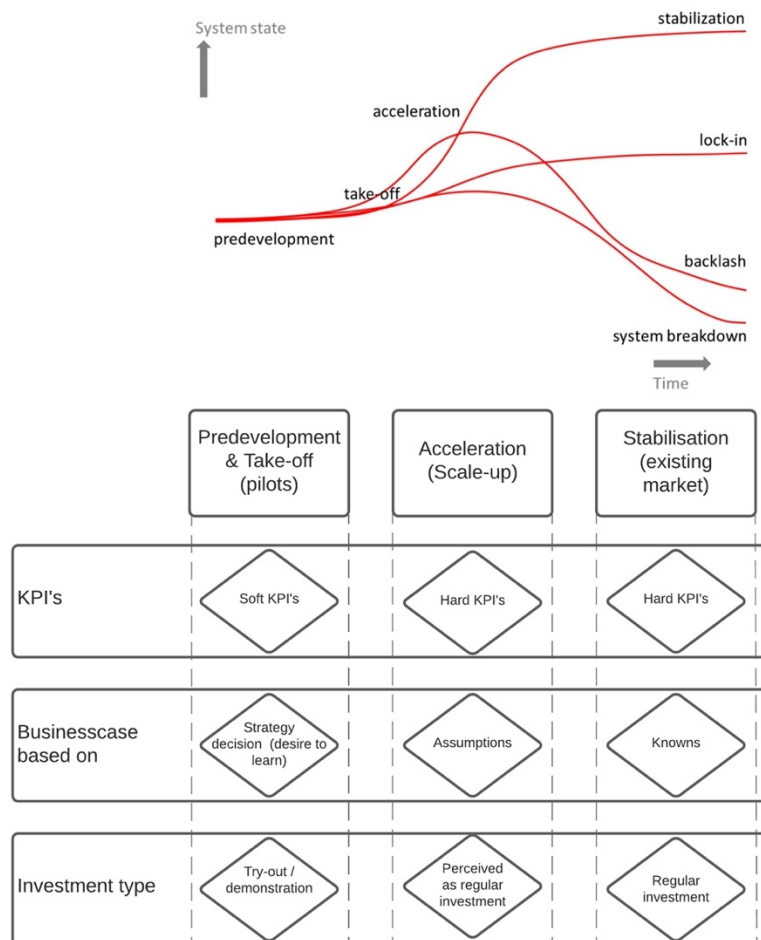 System state
stabilization
acceleration
lock-in
take-off
predevelopment
backlash
system breakdown
Time
Predevelopment
& Take-off
(pilots)
Acceleration
(Scale-up)
Stabilisation
(existing
market)
KPI's
Soft KPI's
Hard KPI's
Hard KPI's
Businesscase
based on
Strategy
decision (desire to
learn)
Assumptions
Knowns
Investment type
Try-out /
demonstration
Perceived
as regular
investment
Regular
investment